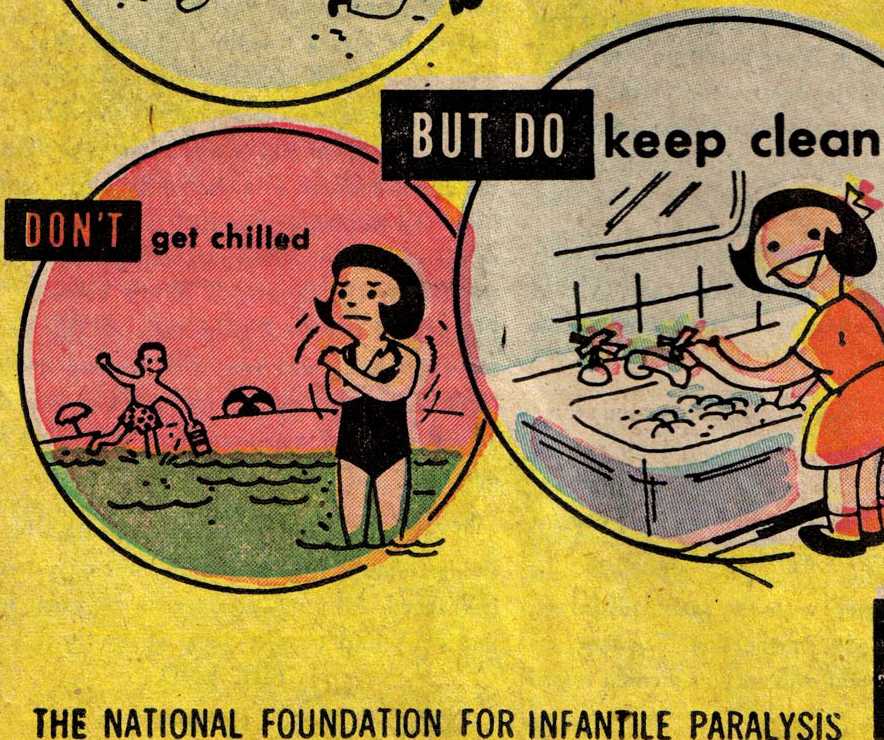 BUT DO keep clean
DON'T get chilled
THE NATIONAL FOUNDATION FOR INFANTILE PARALYSIS